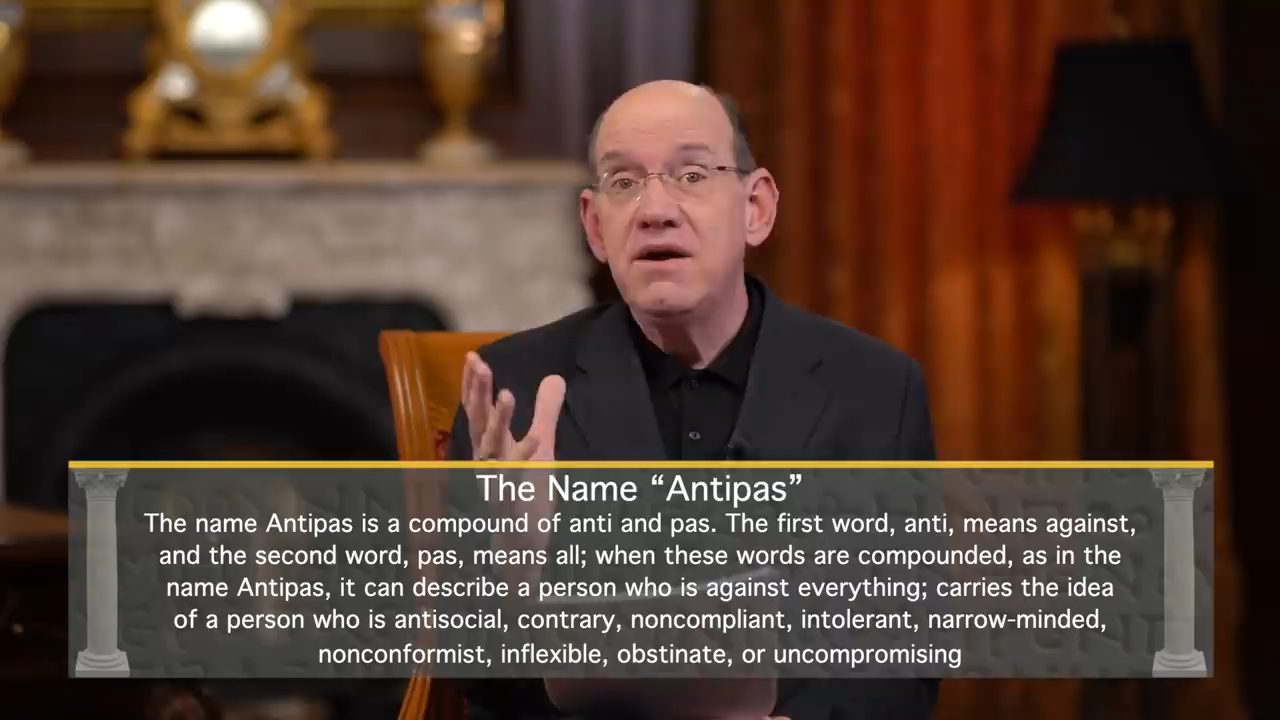 The Name “Antipas”
The name Antipas is a compound of anti and pas. The first word, anti, means against,
and the second word, pas, means all; when these words are compounded, as in the
name Antipas, it can describe a person who is against everything; carries the idea
of a person who is antisocial, contrary, noncompliant, intolerant, narrow-minded,
nonconformist, inflexible, obstinate, or uncompromising